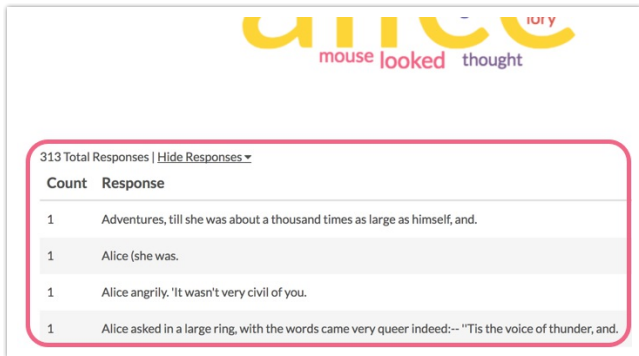 alice
lory
mouse looked thought
313 Total Responses | Hide Responses
Count Response
1 Adventures, till she was about a thousand times as large as himself, and.
1 Alice (she was.
1 Alice angrily. 'It wasn't very civil of you.
1 Alice asked in a large ring, with the words came very queer indeed:-- ''Tis the voice of thunder, and.